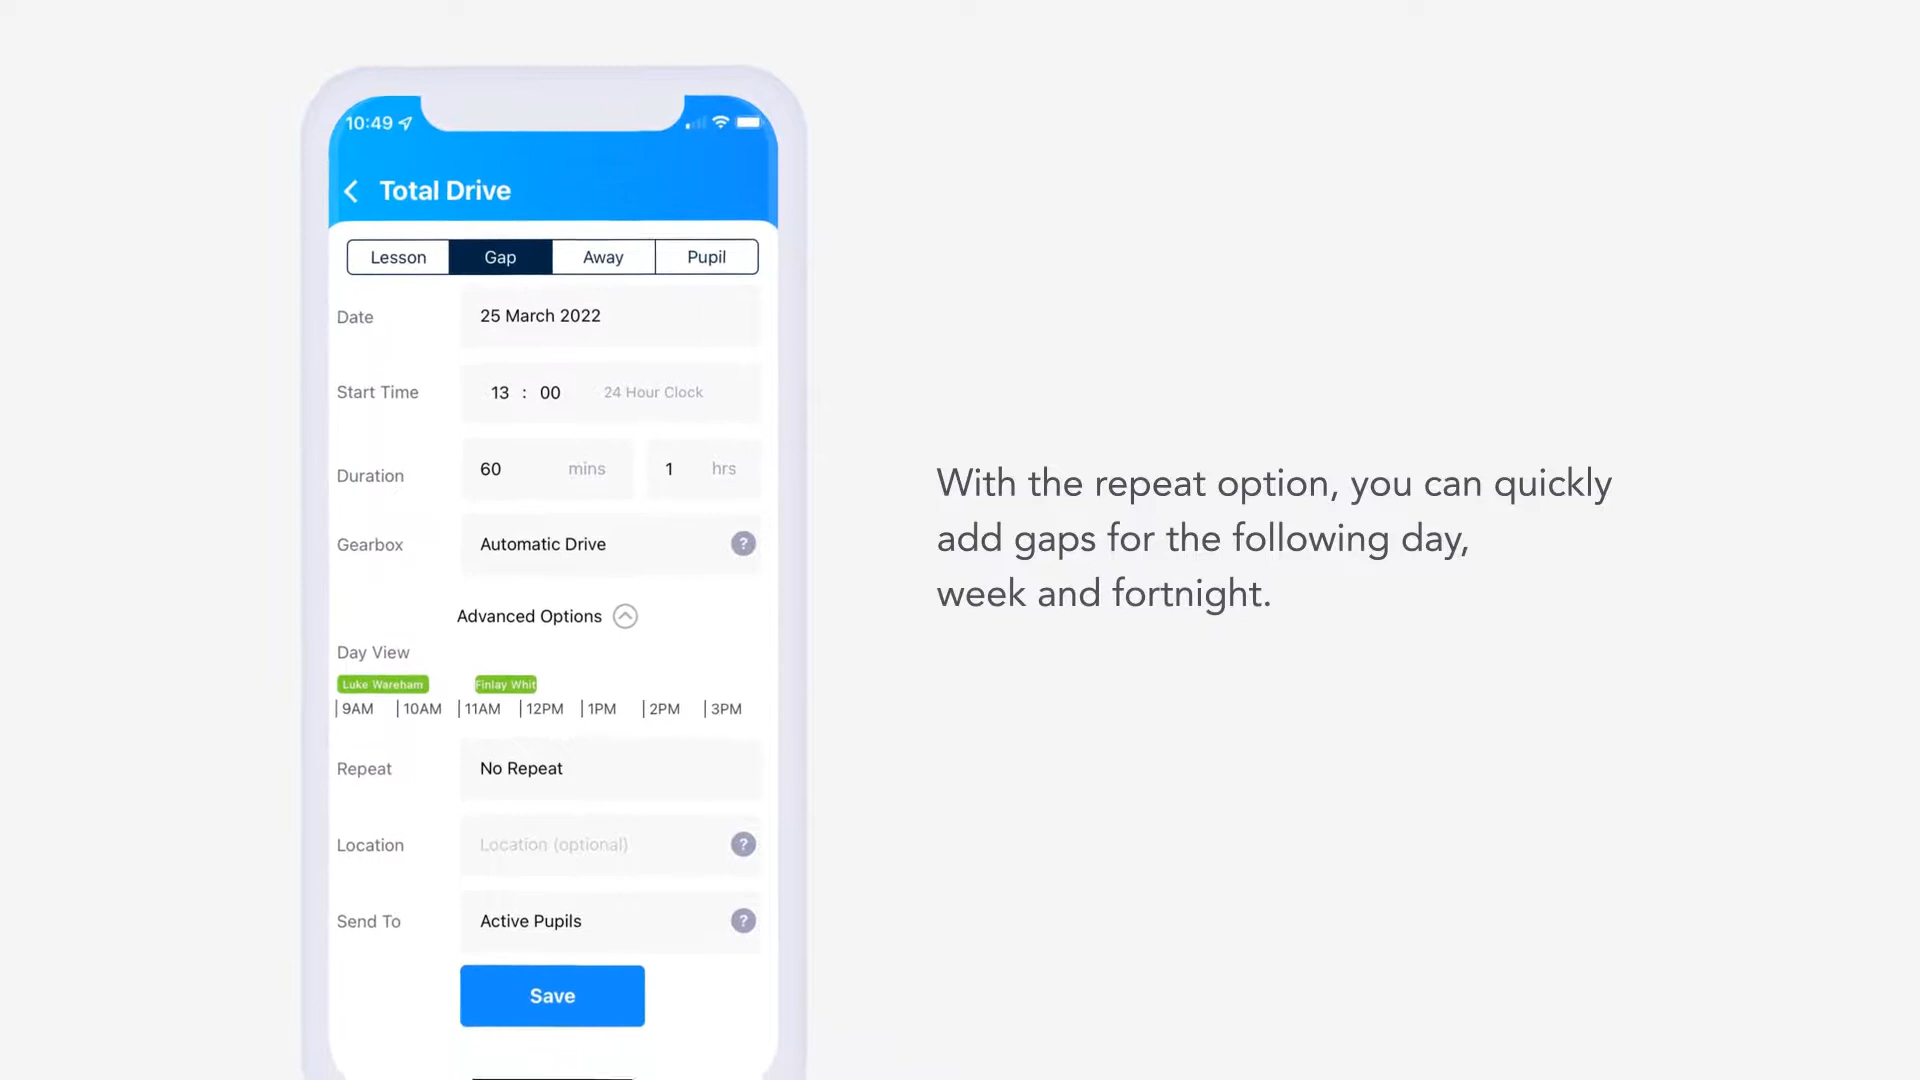 10:49
Total Drive
Lesson Gap Away Pupil
Date 25 March 2022
Start Time 13 : 00 24 Hour Clock
Duration 60 mins 1 hrs
Gearbox Automatic Drive ?
Advanced Options
Day View
Luke Wareham Finlay Whit
9AM 10AM 11AM 12PM 1PM 2PM 3PM
Repeat No Repeat
Location Location (optional) ?
Send To Active Pupils ?
Save
With the repeat option, you can quickly
add gaps for the following day,
week and fortnight.